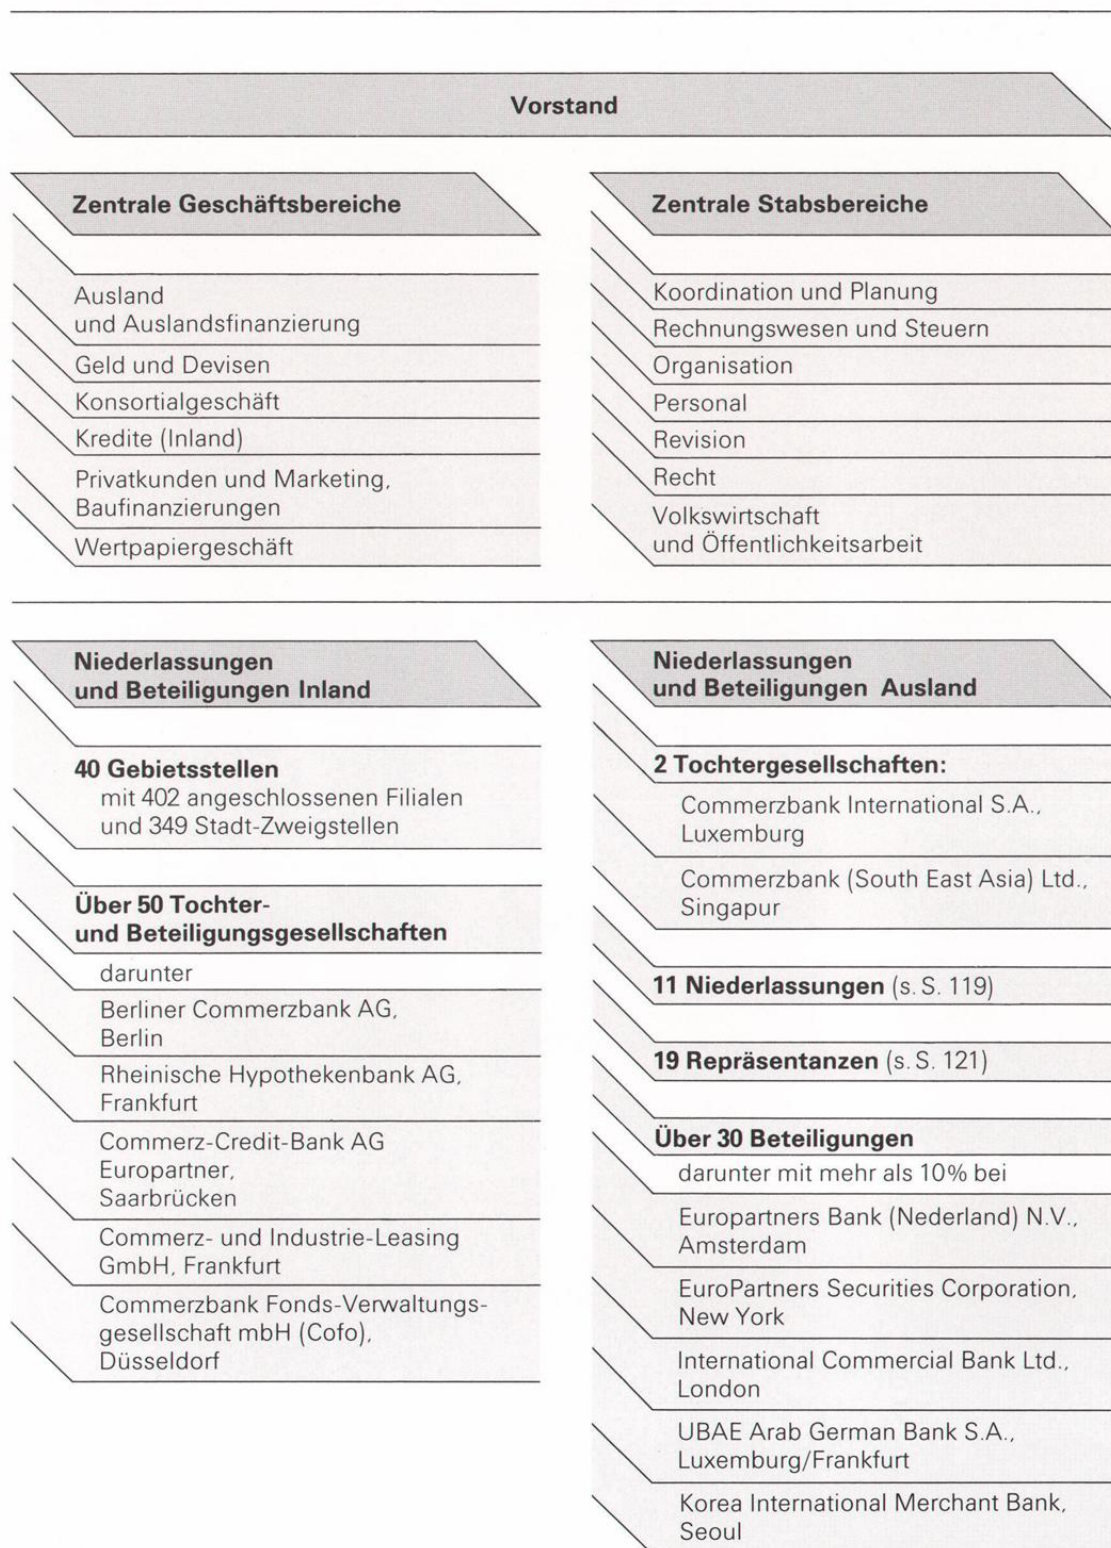 Vorstand
Zentrale Geschäftsbereiche
Ausland
und Auslandsfinanzierung
Geld und Devisen
Konsortialgeschäft
Kredite (Inland)
Privatkunden und Marketing,
Baufinanzierungen
Wertpapiergeschäft
Zentrale Stabsbereiche
Koordination und Planung
Rechnungswesen und Steuern
Organisation
Personal
Revision
Recht
Volkswirtschaft
und Öffentlichkeitsarbeit
Niederlassungen
und Beteiligungen Inland
40 Gebietsstellen
mit 402 angeschlossenen Filialen
und 349 Stadt-Zweigstellen
Über 50 Tochter-
und Beteiligungsgesellschaften
darunter
Berliner Commerzbank AG,
Berlin
Rheinische Hypothekenbank AG,
Frankfurt
Commerz-Credit-Bank AG
Europartner,
Saarbrücken
Commerz- und Industrie-Leasing
GmbH, Frankfurt
Commerzbank Fonds-Verwaltungs-
gesellschaft mbH (Cofo),
Düsseldorf
Niederlassungen
und Beteiligungen Ausland
2 Tochtergesellschaften:
Commerzbank International S.A.,
Luxemburg
Commerzbank (South East Asia) Ltd.,
Singapur
11 Niederlassungen (s. S. 119)
19 Repräsentanzen (s. S. 121)
Über 30 Beteiligungen
darunter mit mehr als 10% bei
Europartners Bank (Nederland) N.V.,
Amsterdam
EuroPartners Securities Corporation,
New York
International Commercial Bank Ltd.,
London
UBAE Arab German Bank S.A.,
Luxemburg/Frankfurt
Korea International Merchant Bank,
Seoul